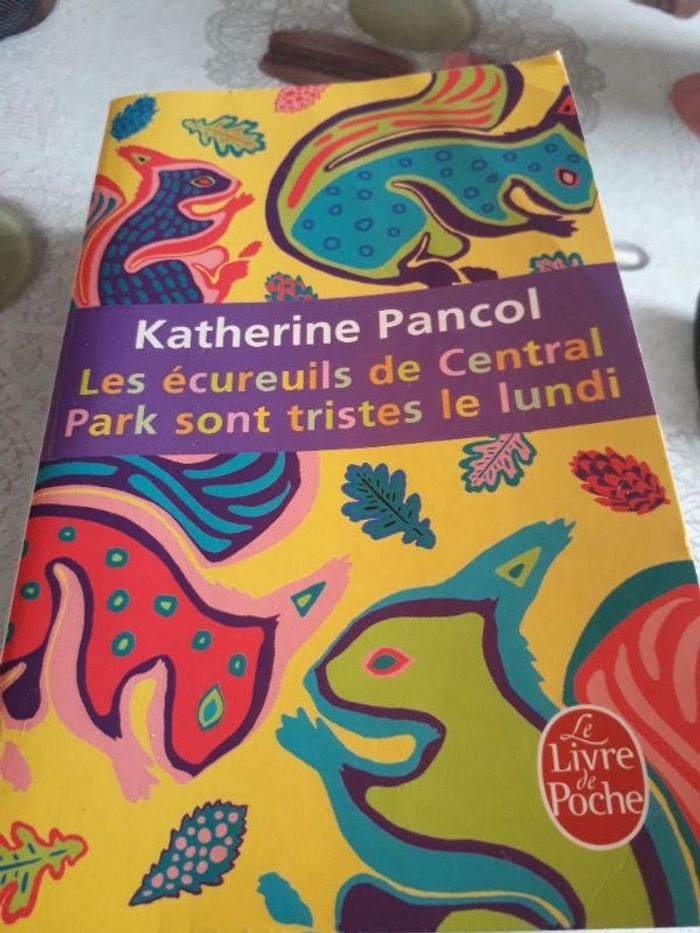 Katherine Pancol
Les écureuils de Central
Park sont tristes le lundi
Le
Livre
de
Poche